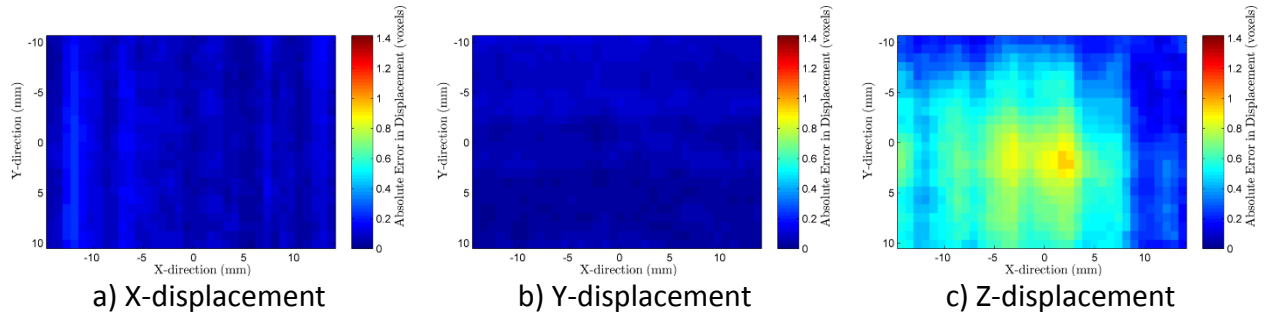 -10
-5
0
5
10
Y-direction (mm)
-10 -5 0 5 10
X-direction (mm)
1.4
1.2
1
0.8
0.6
0.4
0.2
0
Absolute Error in Displacement (voxels)
a) X-displacement
-10
-5
0
5
10
Y-direction (mm)
-10 -5 0 5 10
X-direction (mm)
1.4
1.2
1
0.8
0.6
0.4
0.2
0
Absolute Error in Displacement (voxels)
b) Y-displacement
-10
-5
0
5
10
Y-direction (mm)
-10 -5 0 5 10
X-direction (mm)
1.4
1.2
1
0.8
0.6
0.4
0.2
0
Absolute Error in Displacement (voxels)
c) Z-displacement